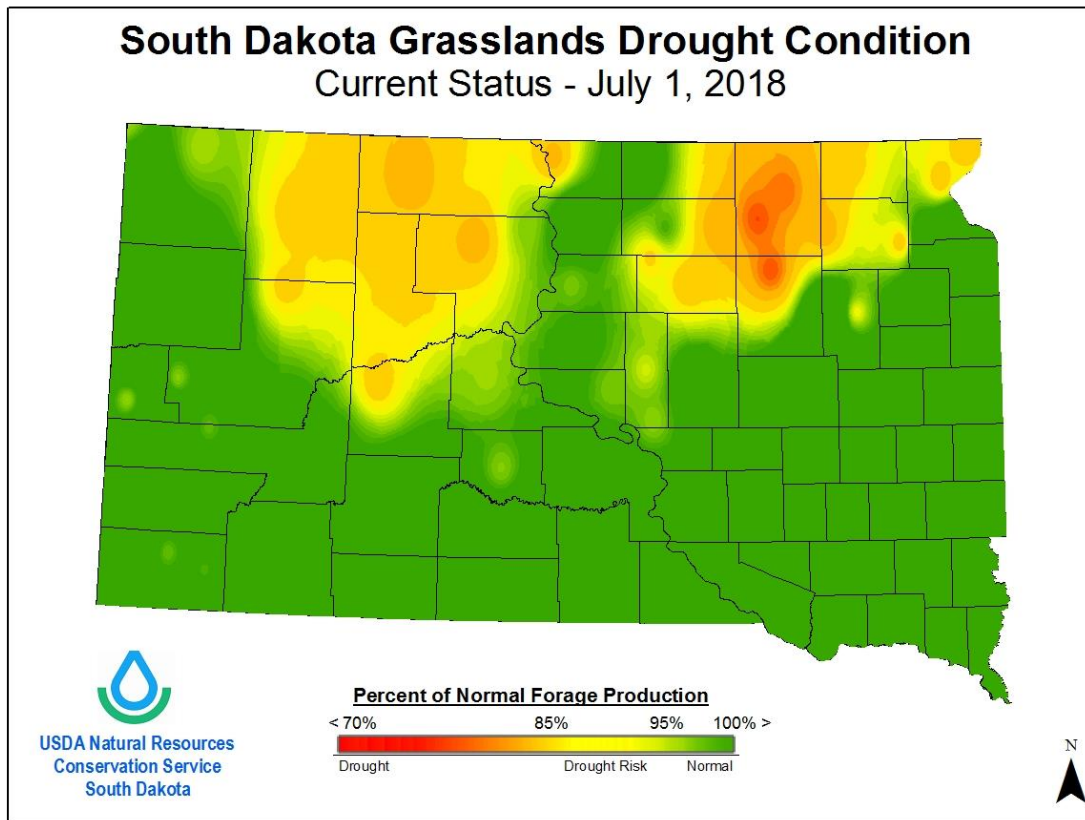 South Dakota Grasslands Drought Condition
Current Status - July 1, 2018
Percent of Normal Forage Production
< 70% 85% 95% 100% >
Drought Drought Risk Normal
USDA Natural Resources
Conservation Service
South Dakota
N